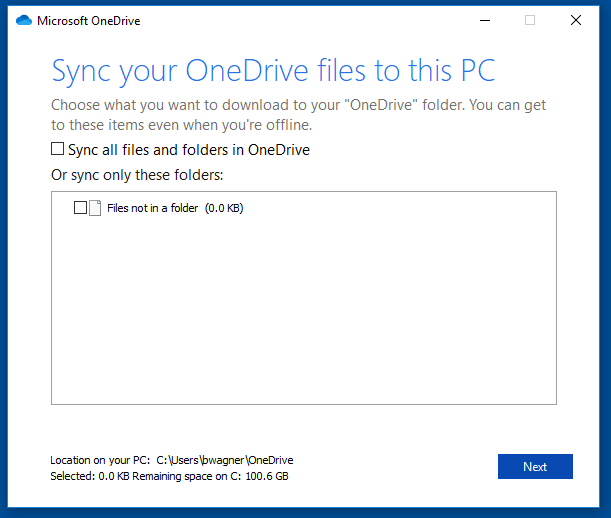 Microsoft OneDrive
Sync your OneDrive files to this PC
Choose what you want to download to your "OneDrive" folder. You can get
to these items even when you're offline.
Sync all files and folders in OneDrive
Or sync only these folders:
Files not in a folder (0.0 KB)
Location on your PC: C:\Users\bwagner\OneDrive
Selected: 0.0 KB Remaining space on C: 100.6 GB
Next